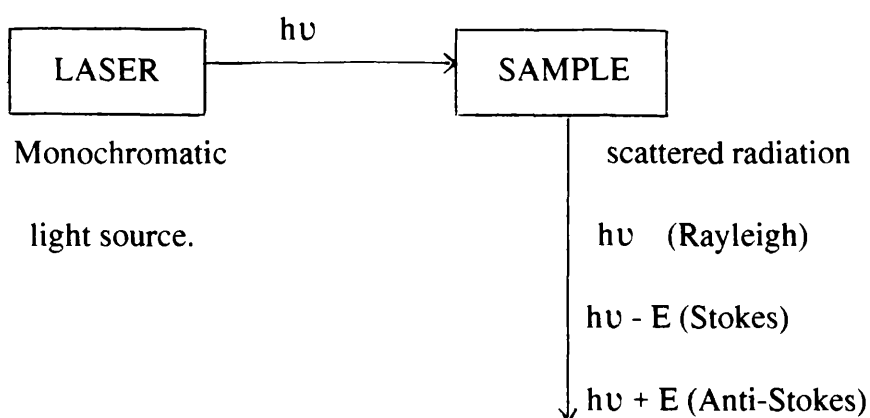 hυ
LASER
SAMPLE
Monochromatic
light source.
scattered radiation
hυ (Rayleigh)
hυ - E (Stokes)
hυ + E (Anti-Stokes)